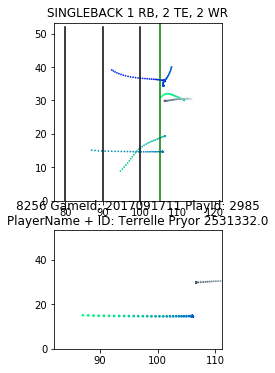 SINGLEBACK 1 RB, 2 TE, 2 WR
50
40
30
20
10
0
80 90 100 110 120
8256 GameId: 2017091711 PlayId: 2985
PlayerName + ID: Terrelle Pryor 2531332.0
40
20
0
90 100 110